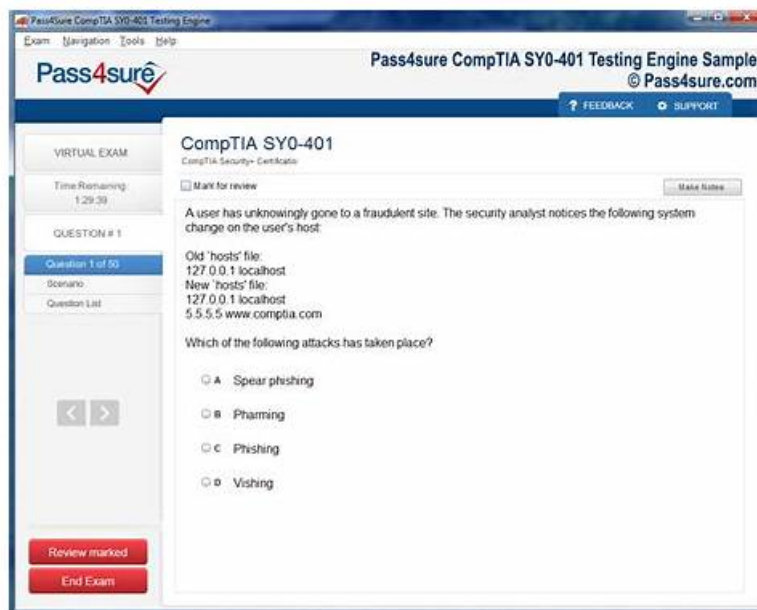 Pass4Sure CompTIA SY0-401 Testing Engine
Exam Navigation Tools Help
Pass4surê
Pass4sure CompTIA SY0-401 Testing Engine Sample
© Pass4sure.com
? FEEDBACK SUPPORT
VIRTUAL EXAM
Time Remaining:
1:29:39
QUESTION # 1
Question 1 of 50
Scenario
Question List
Review marked
End Exam
CompTIA SY0-401
CompTIA Security+ Certificatio
Mark for review
Make Notes
A user has unknowingly gone to a fraudulent site. The security analyst notices the following system
change on the user's host:
Old `hosts' file:
127.0.0.1 localhost
New `hosts' file:
127.0.0.1 localhost
5.5.5.5 www.comptia.com
Which of the following attacks has taken place?
A Spear phishing
B Pharming
C Phishing
D Vishing